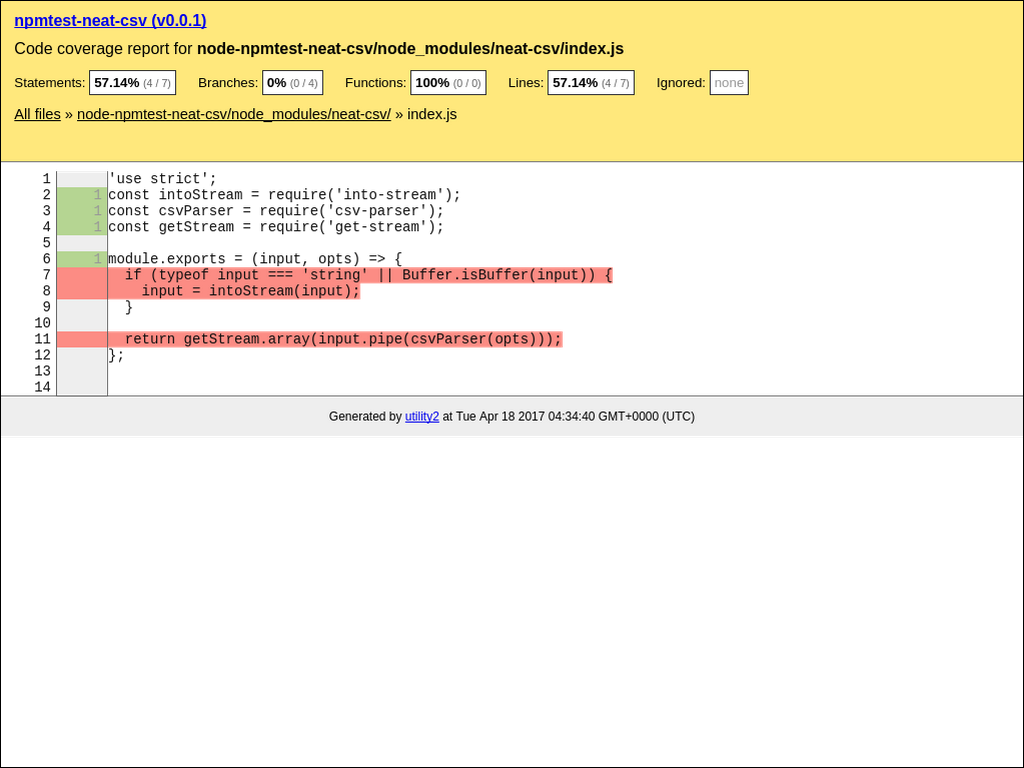 npmtest-neat-csv (v0.0.1)
Code coverage report for node-npmtest-neat-csv/node_modules/neat-csv/index.js
Statements: 57.14% (4 / 7) Branches: 0% (0 / 4) Functions: 100% (0 / 0) Lines: 57.14% (4 / 7) Ignored: none
All files » node-npmtest-neat-csv/node_modules/neat-csv/ » index.js
1 'use strict';
2 1 const intoStream = require('into-stream');
3 1 const csvParser = require('csv-parser');
4 1 const getStream = require('get-stream');
5
6 1 module.exports = (input, opts) => {
7 if (typeof input === 'string' || Buffer.isBuffer(input)) {
8 input = intoStream(input);
9 }
10
11 return getStream.array(input.pipe(csvParser(opts)));
12 };
13
14
Generated by utility2 at Tue Apr 18 2017 04:34:40 GMT+0000 (UTC)